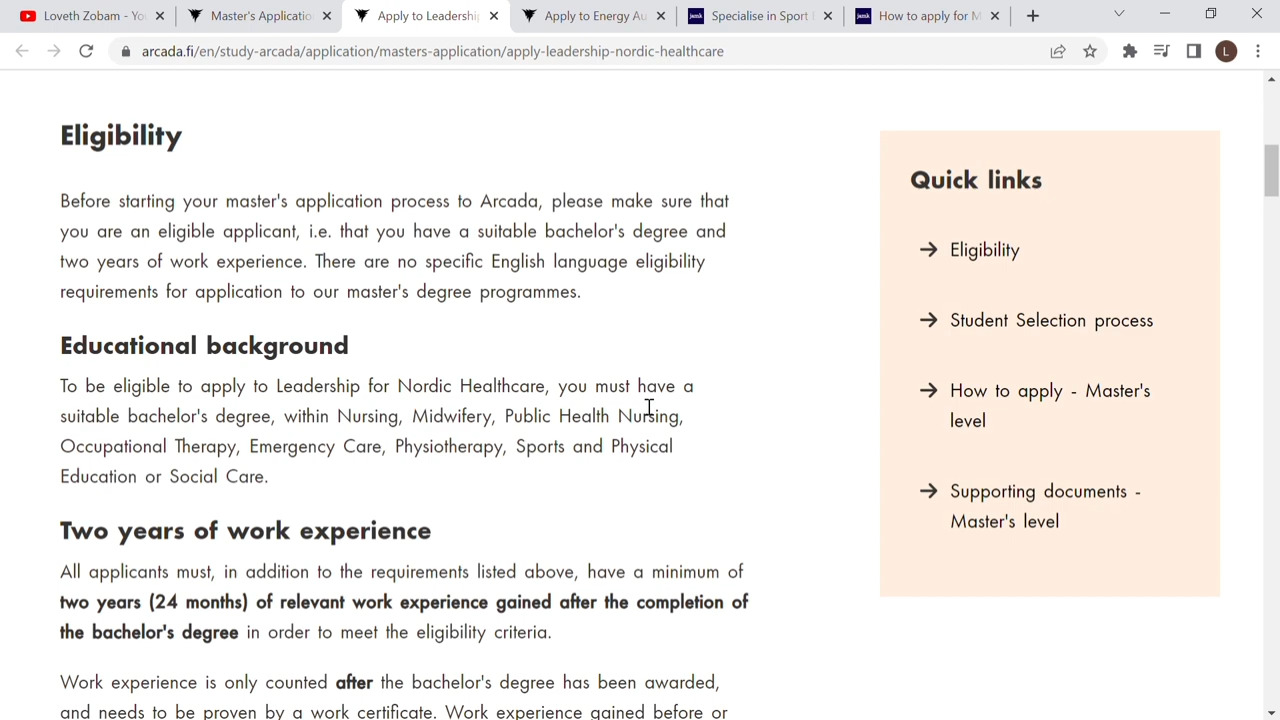 Loveth Zobam - Yo
Master's Applicatio
Apply to Leadership
Apply to Energy Au
Specialise in Sport
How to apply for M
arcada.fi/en/study-arcada/application/masters-application/apply-leadership-nordic-healthcare
L
Eligibility
Before starting your master's application process to Arcada, please make sure that
you are an eligible applicant, i.e. that you have a suitable bachelor's degree and
two years of work experience. There are no specific English language eligibility
requirements for application to our master's degree programmes.
Educational background
To be eligible to apply to Leadership for Nordic Healthcare, you must have a
suitable bachelor's degree, within Nursing, Midwifery, Public Health Nursing,
Occupational Therapy, Emergency Care, Physiotherapy, Sports and Physical
Education or Social Care.
Two years of work experience
All applicants must, in addition to the requirements listed above, have a minimum of
two years (24 months) of relevant work experience gained after the completion of
the bachelor's degree in order to meet the eligibility criteria.
Work experience is only counted after the bachelor's degree has been awarded,
and needs to be proven by a work certificate. Work experience gained before or
Quick links
Eligibility
Student Selection process
How to apply - Master's
level
Supporting documents -
Master's level